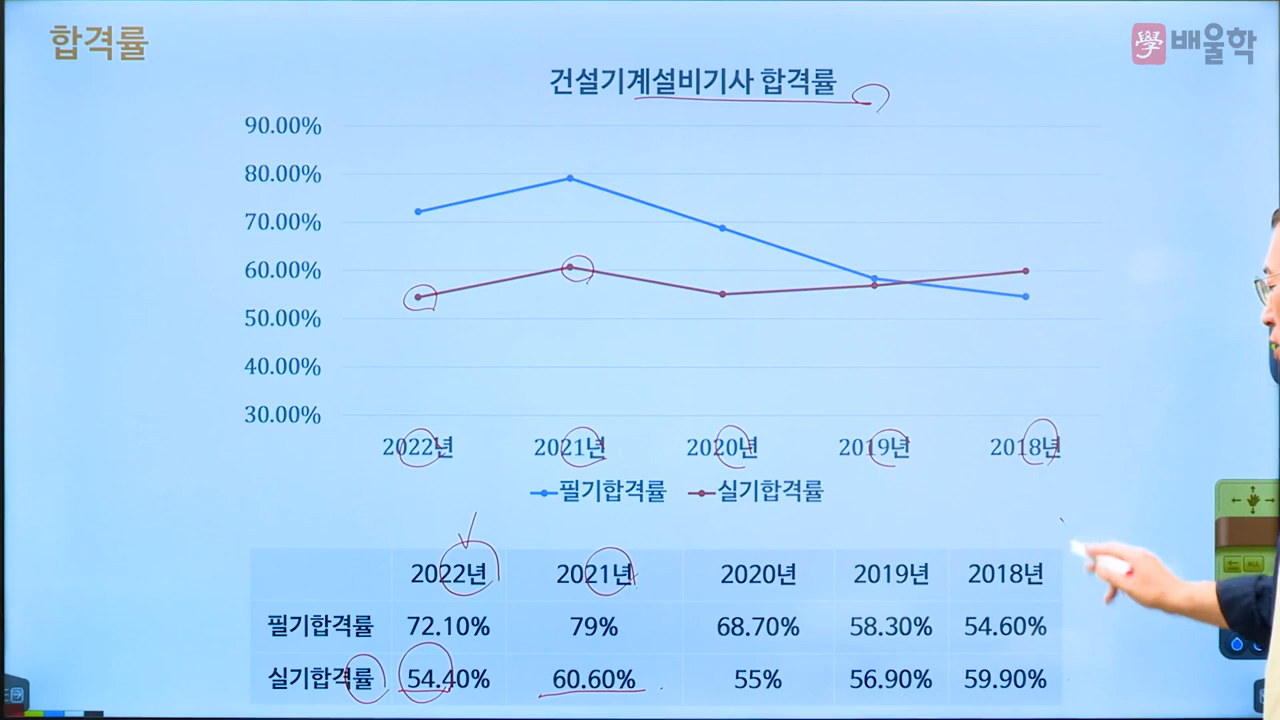 합격률
學 배울학
건설기계설비기사 합격률
90.00%
80.00%
70.00%
60.00%
50.00%
40.00%
30.00%
2022년 2021년 2020년 2019년 2018년
필기합격률 실기합격률
2022년 2021년 2020년 2019년 2018년
필기합격률 72.10% 79% 68.70% 58.30% 54.60%
실기합격률 54.40% 60.60% 55% 56.90% 59.90%
ALL